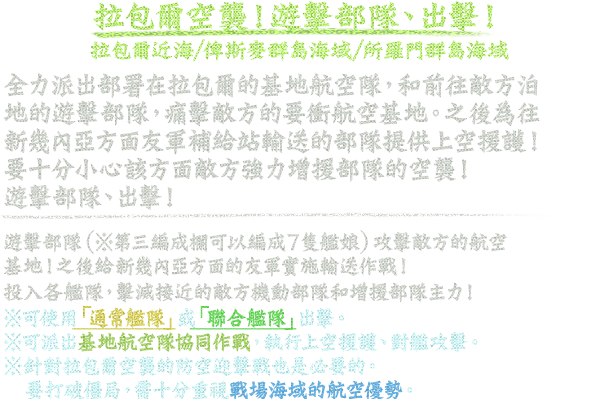 拉包爾空襲!遊擊部隊、出擊!
拉包爾近海/俾斯麥群島海域/所羅門群島海域
全力派出部署在拉包爾的基地航空隊,和前往敵方泊
地的遊擊部隊,痛擊敵方的要衝航空基地。之後為往
新幾內亞方面友軍補給站輸送的部隊提供上空援護!
要十分小心該方面敵方強力增援部隊的空襲!
遊擊部隊、出擊!
遊擊部隊(※第三編成欄可以編成7隻艦娘)攻擊敵方的航空
基地!之後給新幾內亞方面的友軍實施輸送作戰!
投入各艦隊,擊滅接近的敵方機動部隊和增援部隊主力!
※可使用「通常艦隊」或「聯合艦隊」出擊。
※可派出基地航空隊協同作戰,執行上空援護、對艦攻擊。
※針對拉包爾空襲的防空迎擊戰也是必要的。
要打破僵局,需十分重視戰場海域的航空優勢。